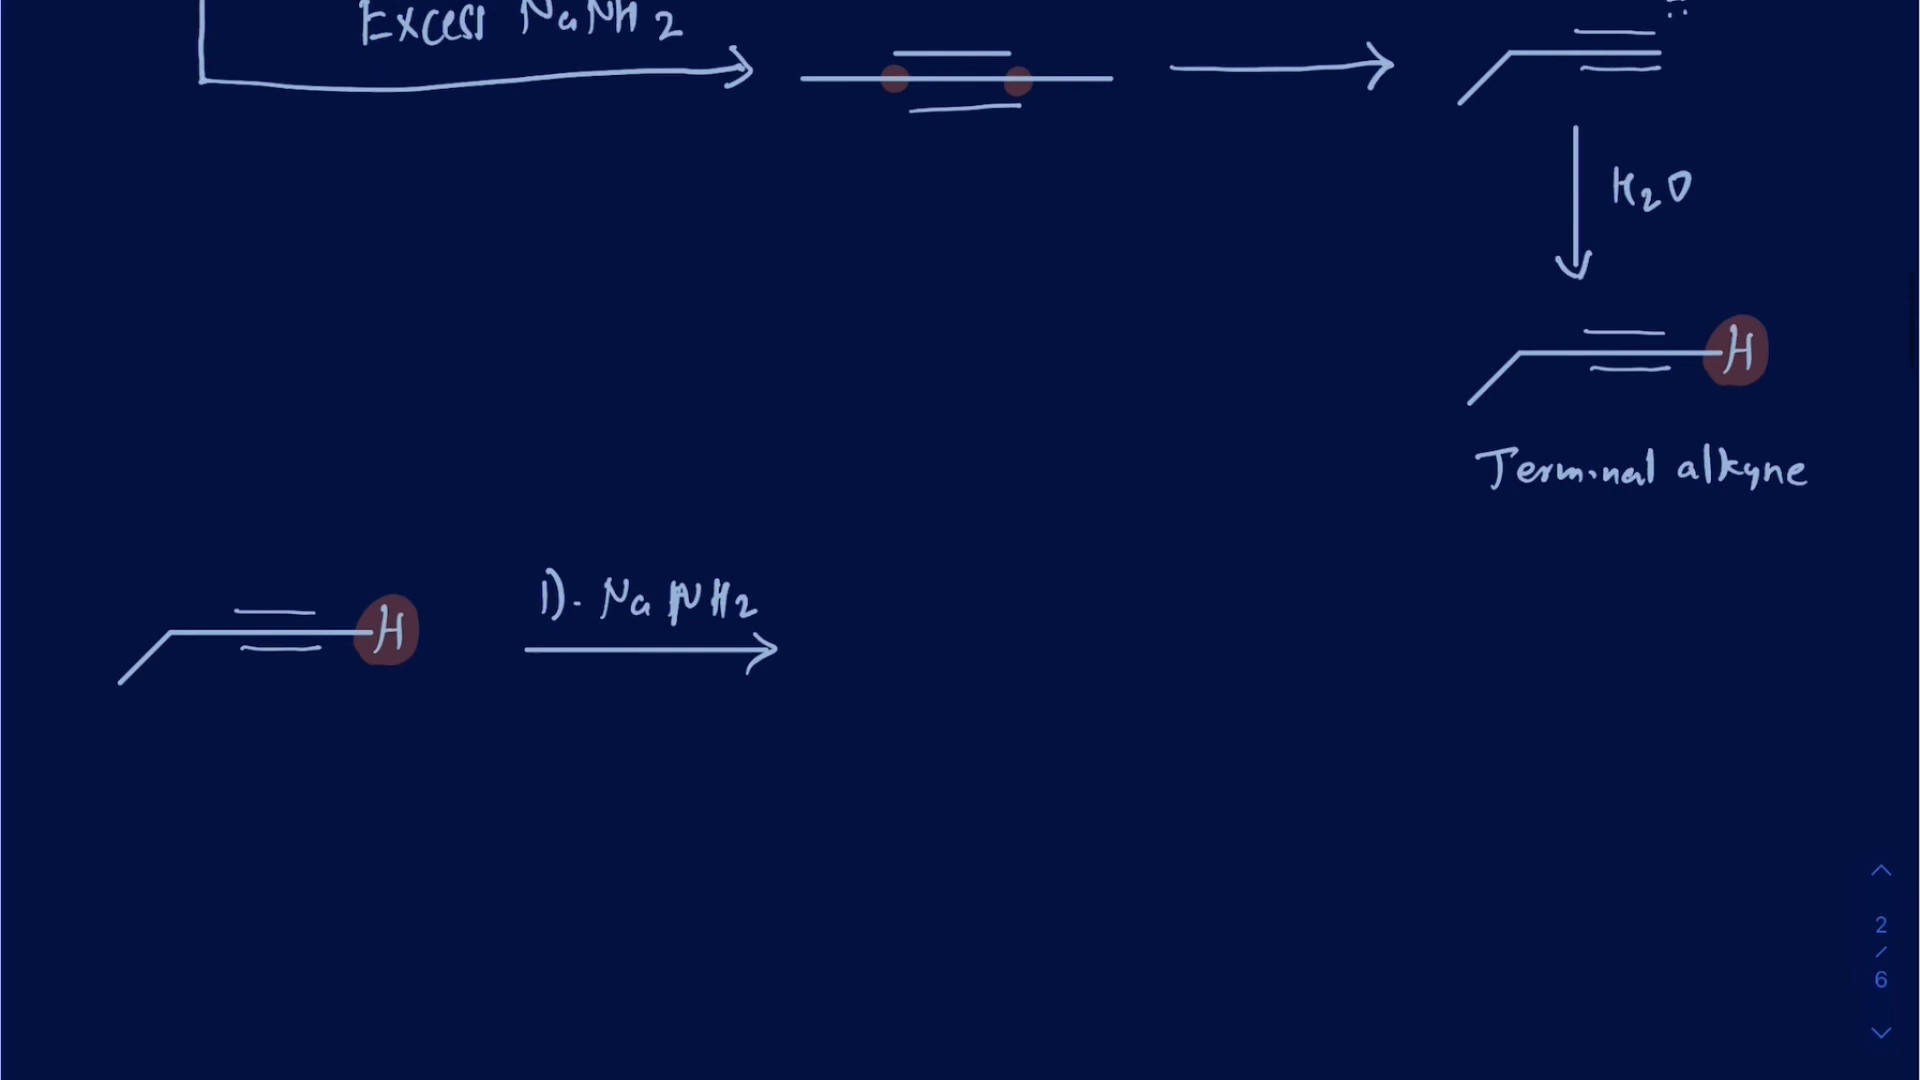 Excess NaNH2
H2O
H
Terminal alkyne
H
1). NaNH2
2
/
6